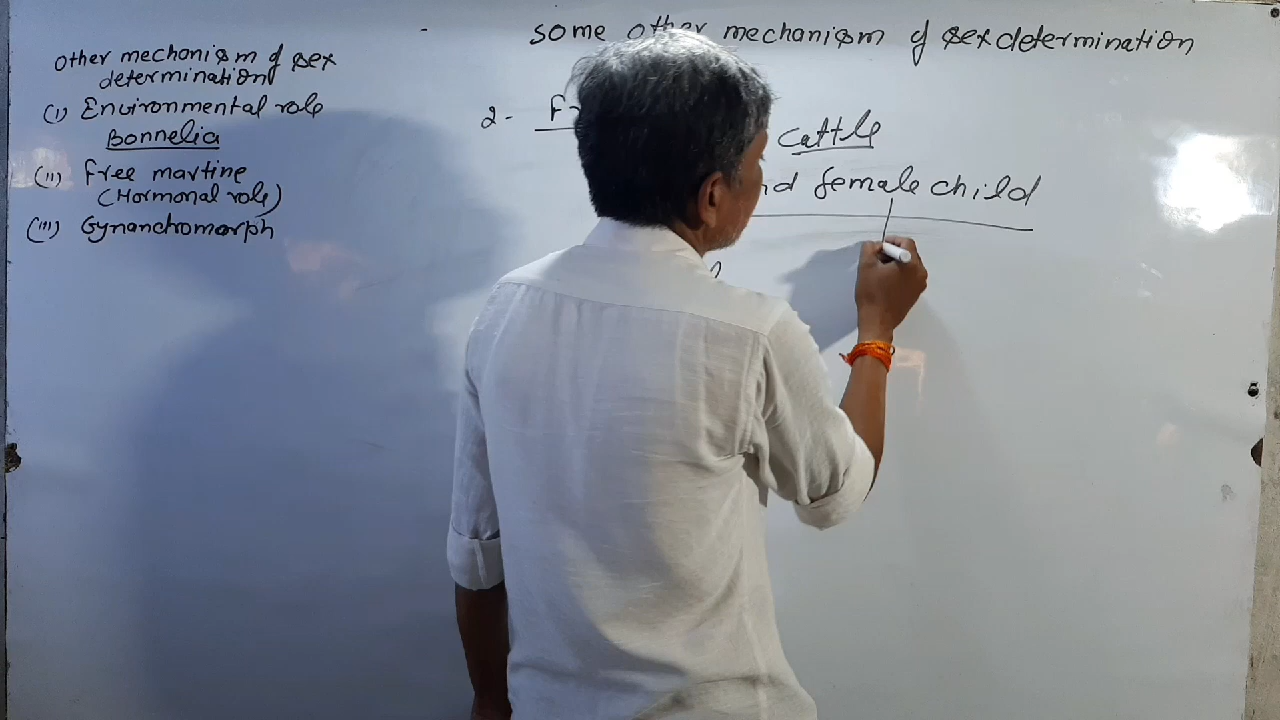 some other mechanism of sex determination
other mechanism of sex
determination
(i) Environmental role
Bonnelia
(ii) free martine
(Hormonal role)
(iii) Gynanchromorph
2-
cattle
female child